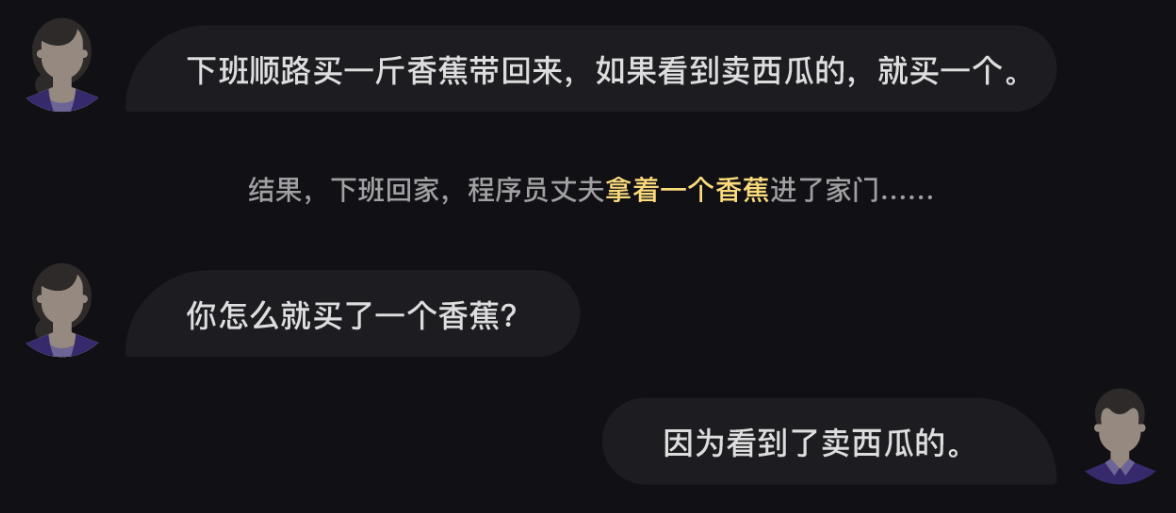 下班顺路买一斤香蕉带回来，如果看到卖西瓜的，就买一个。
结果，下班回家，程序员丈夫拿着一个香蕉进了家门……
你怎么就买了一个香蕉？
因为看到了卖西瓜的。